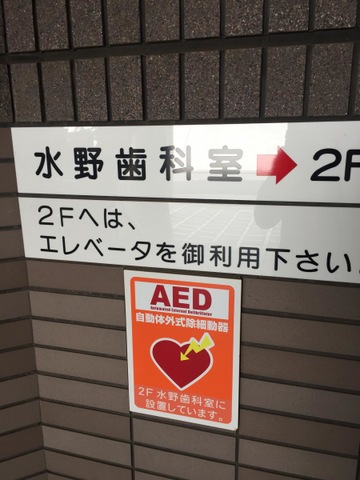 水野歯科室 → 2F
2Fへは、
エレベータを御利用下さい
AED
Automated External Defibrillator
自動体外式除細動器
2F 水野歯科室に
設置しています。